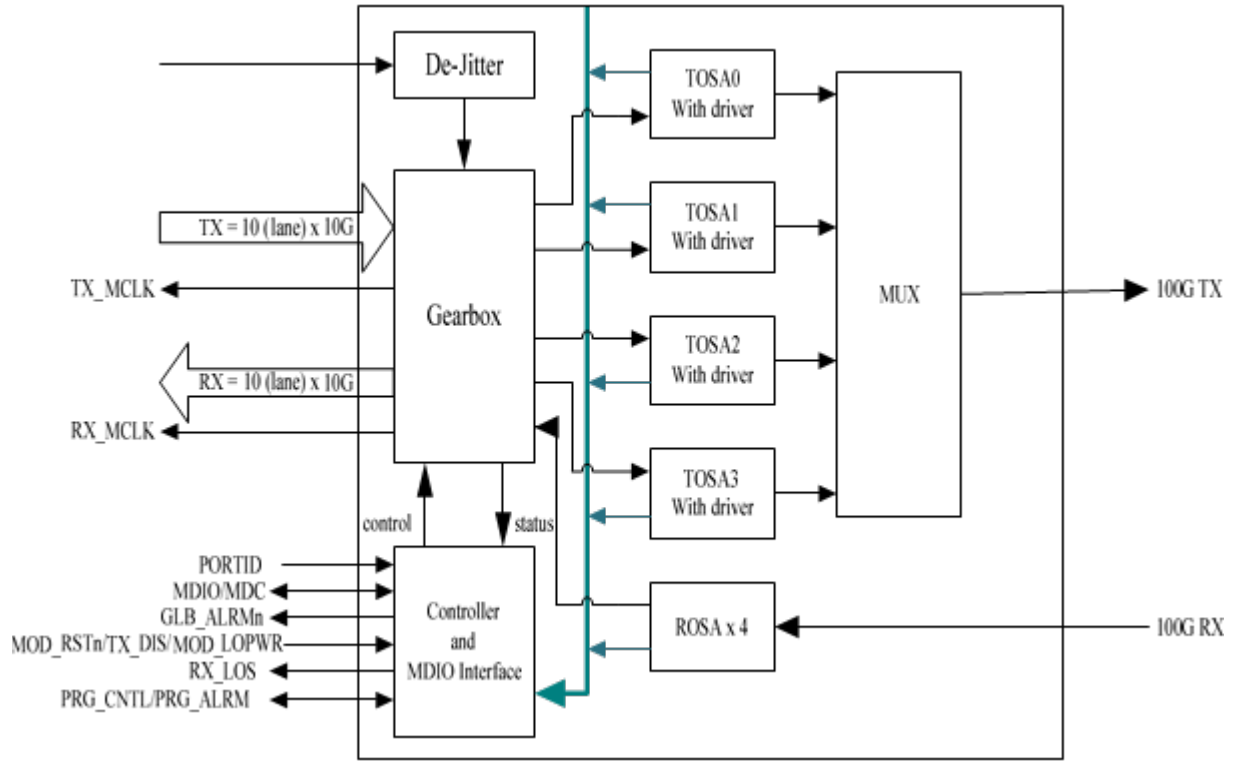 De-Jitter
TOSA0
With driver
TX = 10 (lane) x 10G
TOSA1
With driver
TX_MCLK
Gearbox
MUX
100G TX
TOSA2
With driver
RX = 10 (lane) x 10G
RX_MCLK
TOSA3
With driver
control
status
PORTID
MDIO/MDC
GLB_ALRMn
MOD_RSTn/TX_DIS/MOD_LOPWR
RX_LOS
PRG_CNTL/PRG_ALRM
Controller
and
MDIO Interface
ROSA x 4
100G RX